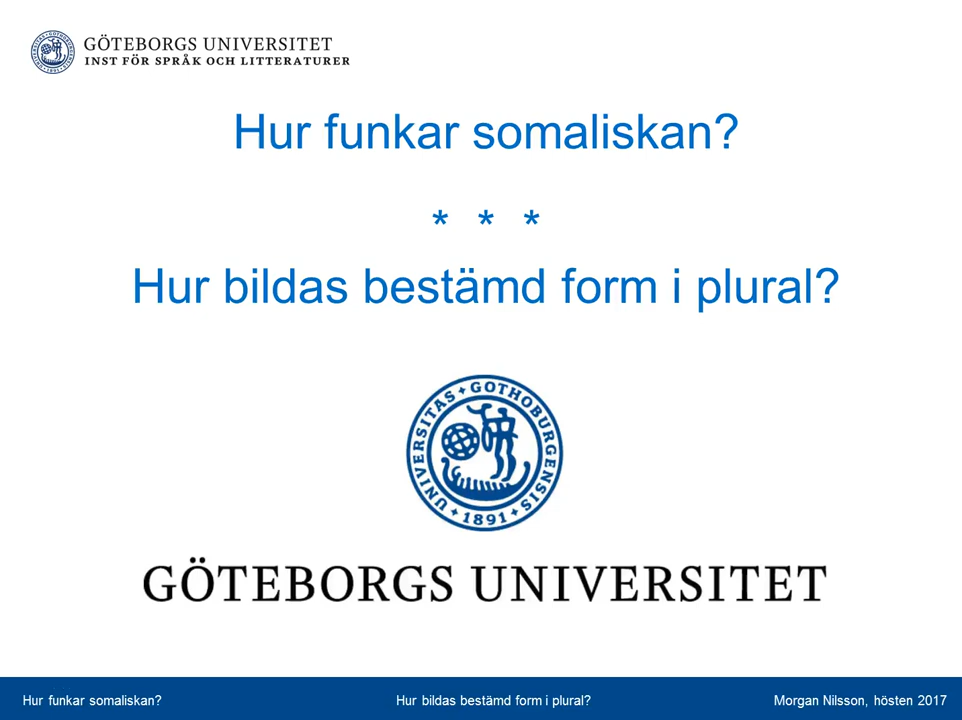 GÖTEBORGS UNIVERSITET
INST FÖR SPRÅK OCH LITTERATURER
Hur funkar somaliskan?
* * *
Hur bildas bestämd form i plural?
UNIVERSITAS GOTHOBURGENSIS
1891
GÖTEBORGS UNIVERSITET
Hur funkar somaliskan?
Hur bildas bestämd form i plural?
Morgan Nilsson, hösten 2017